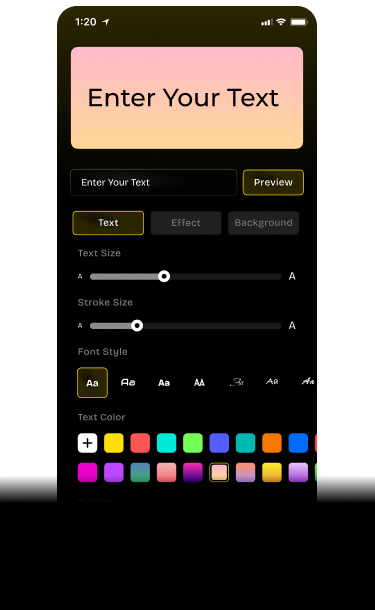 1:20
Enter Your Text
Enter Your Text
Preview
Text
Effect
Background
Text Size
A
A
Stroke Size
A
A
Font Style
Aa Aa Aa AA Aa Aa Aa
Text Color